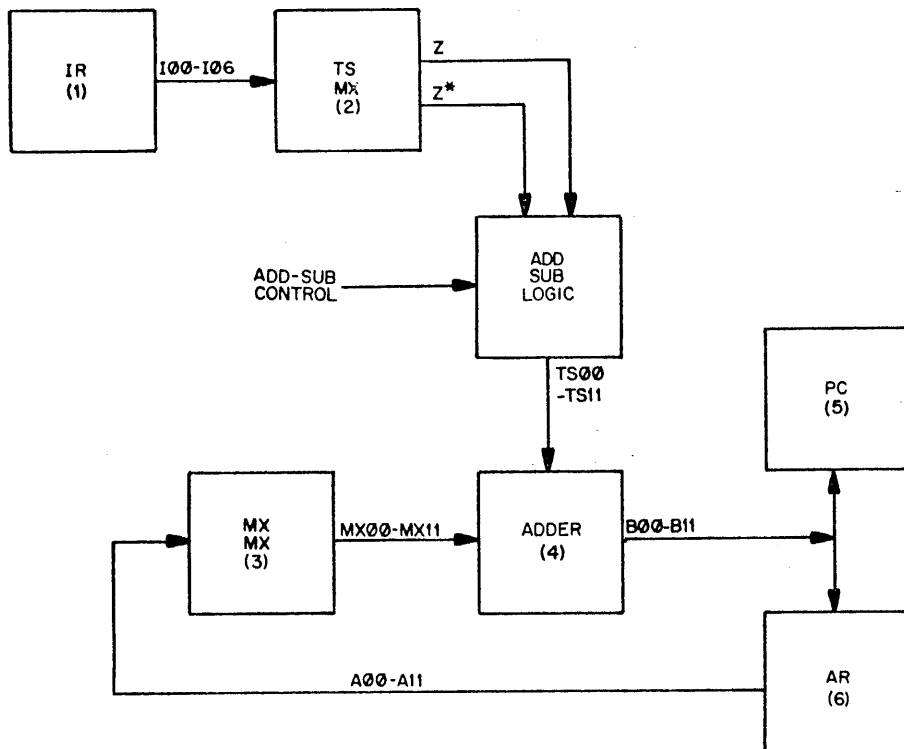 IR
(1)
I00-I06
TS
MX
(2)
Z
Z*
ADD-SUB
CONTROL
ADD
SUB
LOGIC
TS00
-TS11
PC
(5)
MX
MX
(3)
MX00-MX11
ADDER
(4)
B00-B11
A00-A11
AR
(6)